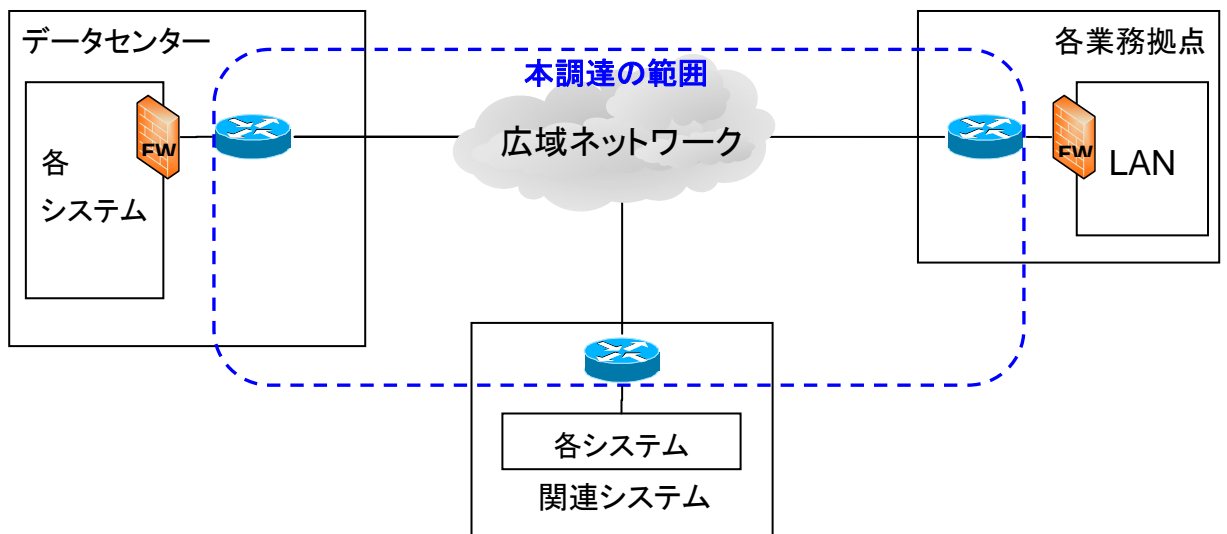 データセンター
各業務拠点
本調達の範囲
広域ネットワーク
FW
各
システム
FW
LAN
各システム
関連システム